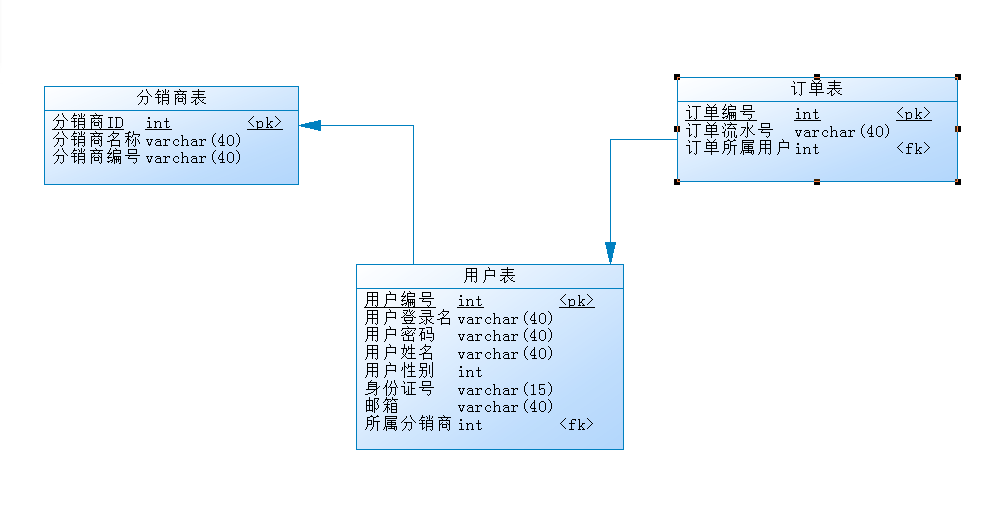 分销商表
分销商ID int <pk>
分销商名称 varchar(40)
分销商编号 varchar(40)
订单表
订单编号 int <pk>
订单流水号 varchar(40)
订单所属用户 int <fk>
用户表
用户编号 int <pk>
用户登录名 varchar(40)
用户密码 varchar(40)
用户姓名 varchar(40)
用户性别 int
身份证号 varchar(15)
邮箱 varchar(40)
所属分销商 int <fk>